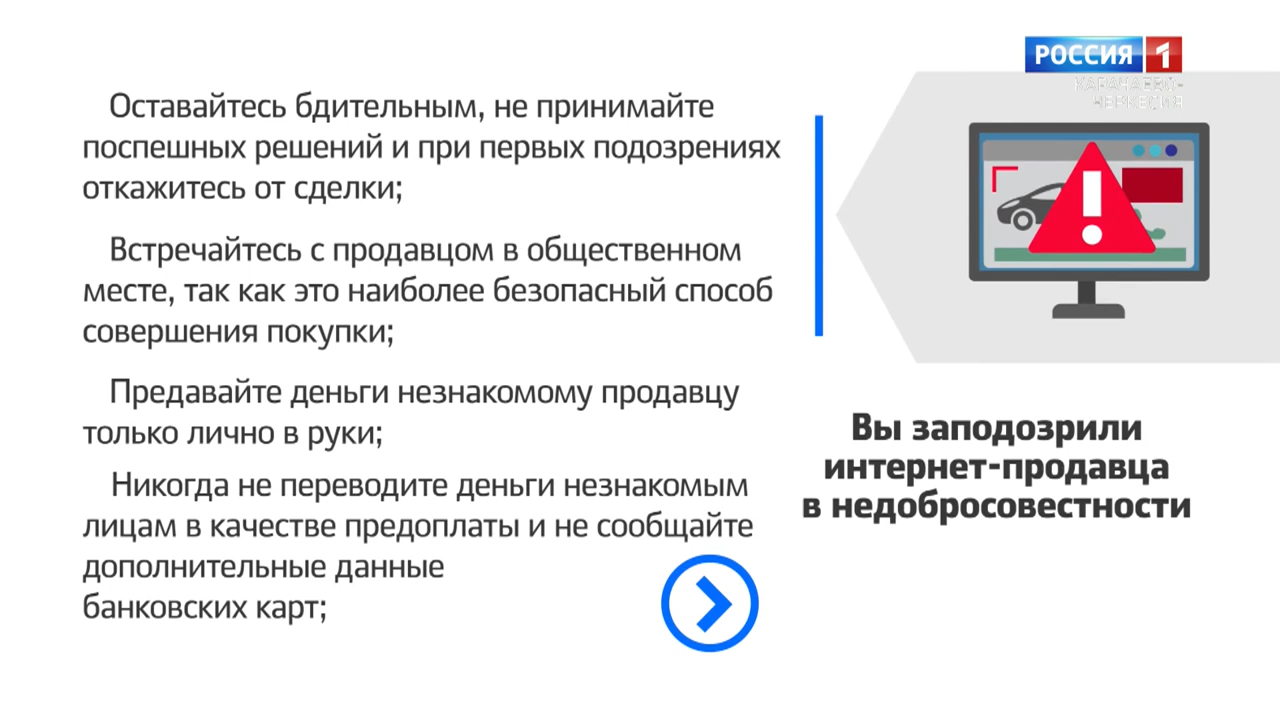 РОССИЯ 1
КАРАЧАЕВО-
ЧЕРКЕСИЯ
Оставайтесь бдительным, не принимайте
поспешных решений и при первых подозрениях
откажитесь от сделки;
Встречайтесь с продавцом в общественном
месте, так как это наиболее безопасный способ
совершения покупки;
Предавайте деньги незнакомому продавцу
только лично в руки;
Никогда не переводите деньги незнакомым
лицам в качестве предоплаты и не сообщайте
дополнительные данные
банковских карт;
Вы заподозрили
интернет-продавца
в недобросовестности